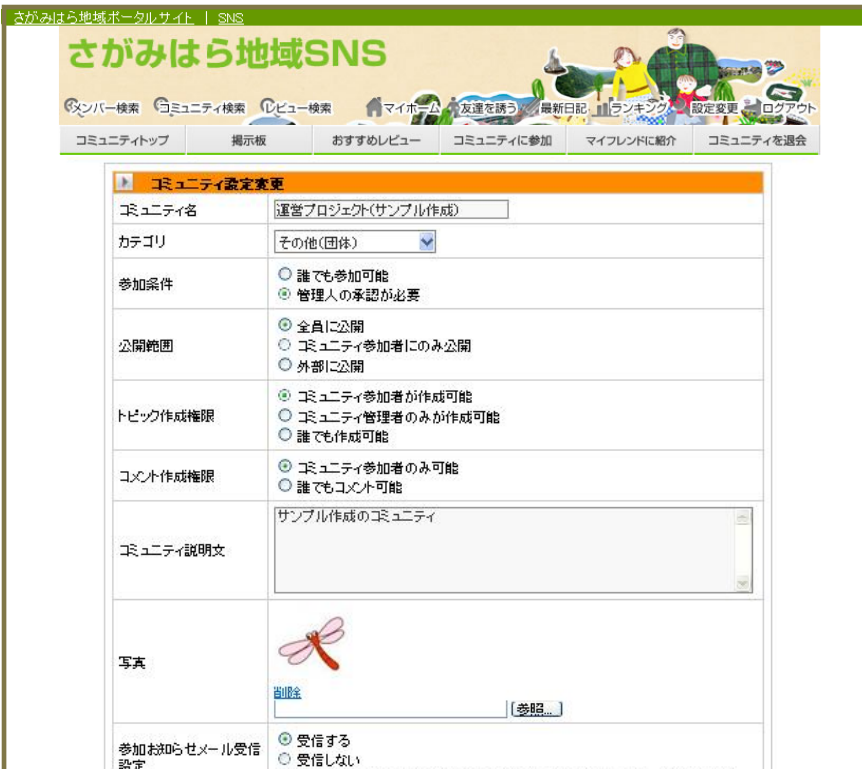 さがみはら地域ポータルサイト | SNS
さがみはら地域SNS
メンバー検索 コミュニティ検索 レビュー検索 マイホーム 友達を誘う 最新日記 ランキング 設定変更 ログアウト
コミュニティトップ 掲示板 おすすめレビュー コミュニティに参加 マイフレンドに紹介 コミュニティを退会
コミュニティ設定変更
コミュニティ名 運営プロジェクト(サンプル作成)
カテゴリ その他(団体)
参加条件
誰でも参加可能
管理人の承認が必要
公開範囲
全員に公開
コミュニティ参加者にのみ公開
外部に公開
トピック作成権限
コミュニティ参加者が作成可能
コミュニティ管理者のみが作成可能
誰でも作成可能
コメント作成権限
コミュニティ参加者のみ可能
誰でもコメント可能
コミュニティ説明文
サンプル作成のコミュニティ
写真
削除
参照...
参加お知らせメール受信
設定
受信する
受信しない